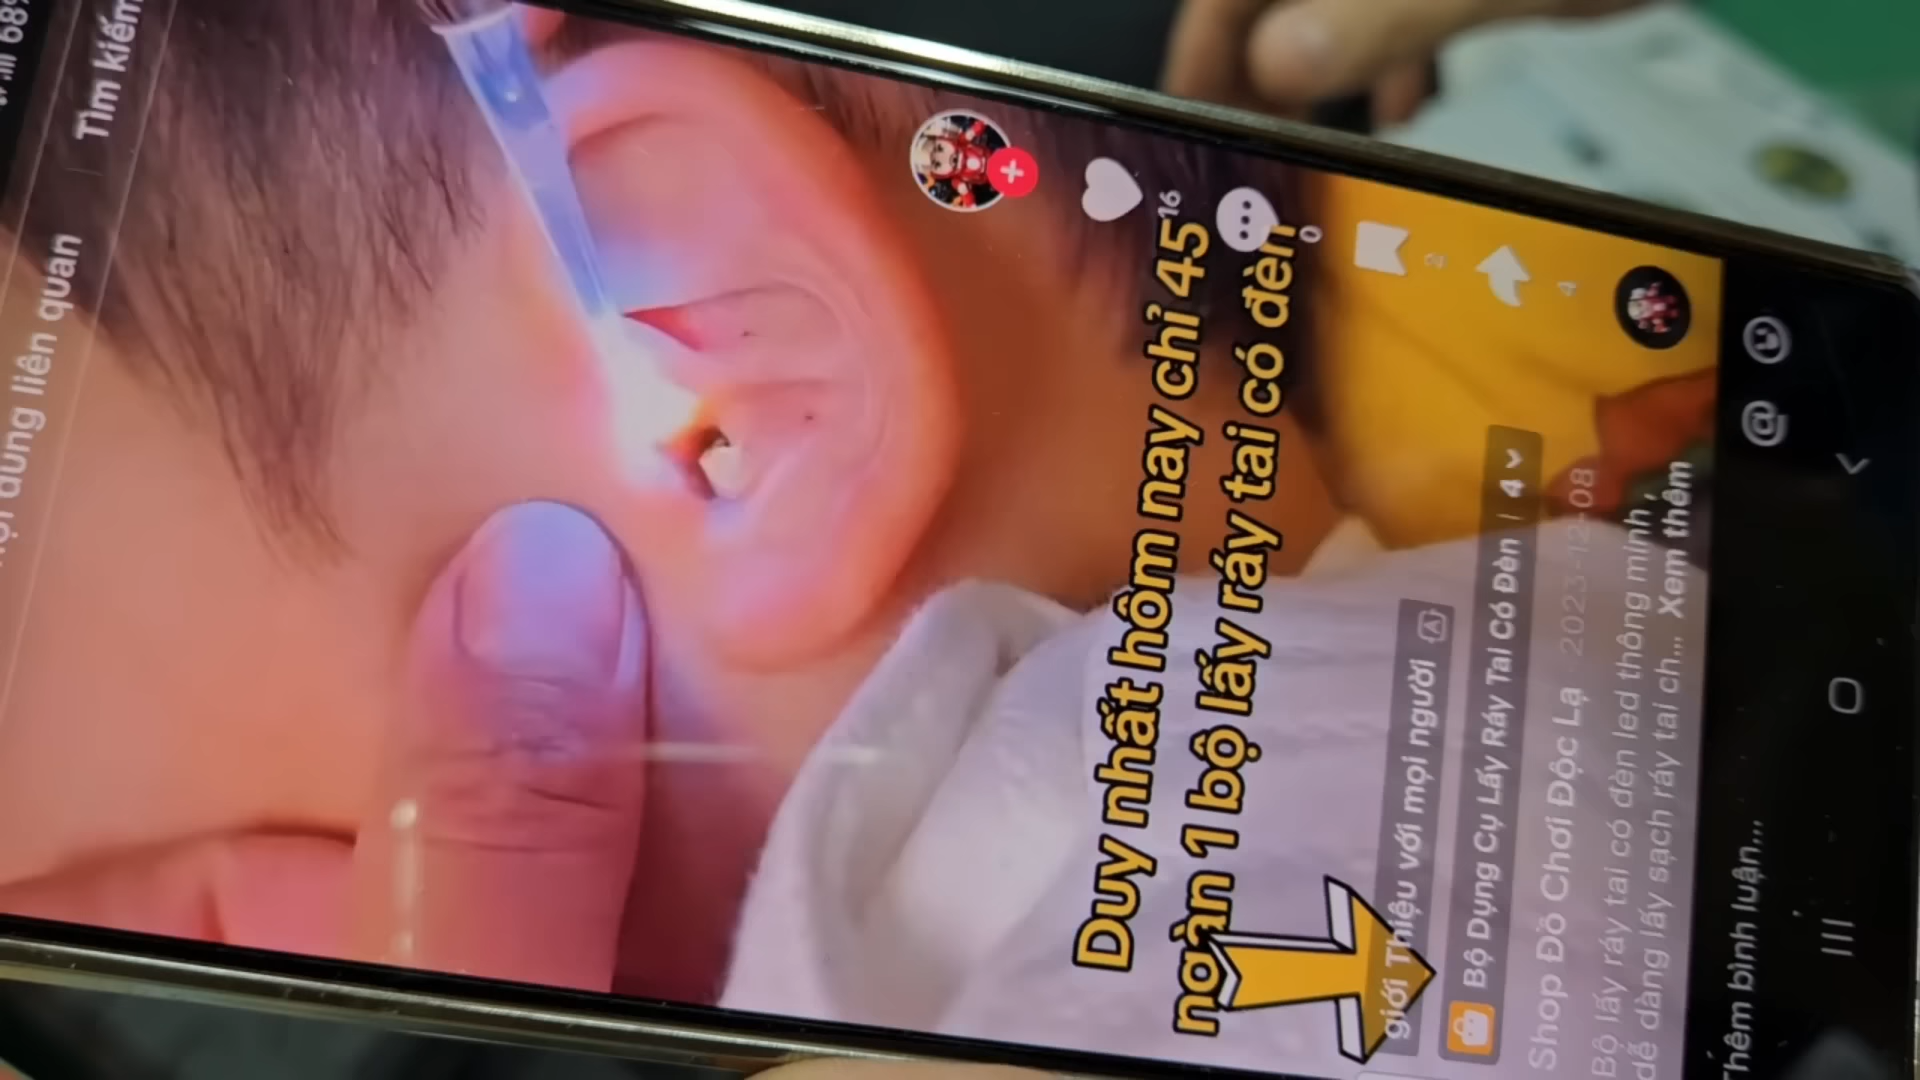 68
Tìm kiếm
dung liên quan
16
0
2
4
Duy nhất hôm nay chỉ 45
ngàn 1 bộ lấy ráy tai có đèn
giới Thiệu với mọi người
Bộ Dụng Cụ Lấy Ráy Tai Có Đèn | 4
Shop Đồ Chơi Độc Lạ 2023-12-08
Bộ lấy ráy tai có đèn led thông minh ,
dễ dàng lấy sạch ráy tai ch... Xem thêm
Thêm bình luận...
@